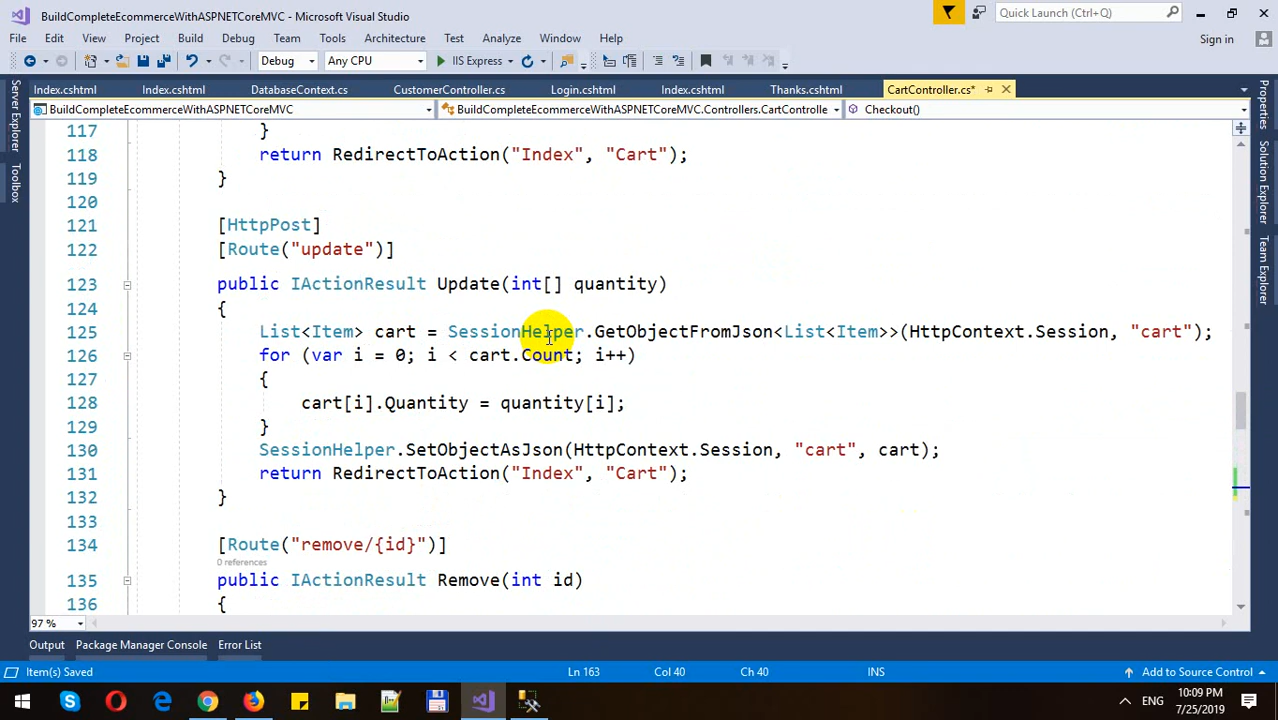 BuildCompleteEcommerceWithASPNETCoreMVC - Microsoft Visual Studio
Quick Launch (Ctrl+Q)
File Edit View Project Build Debug Team Tools Architecture Test Analyze Window Help
Sign in
Debug Any CPU IIS Express
Index.cshtml Index.cshtml DatabaseContext.cs CustomerController.cs Login.cshtml Thanks.cshtml CartController.cs*
BuildCompleteEcommerceWithASPNETCoreMVC BuildCompleteEcommerceWithASPNETCoreMVC.Controllers.CartControlle Checkout()
Server Explorer
Toolbox
Properties
Solution Explorer
Team Explorer
117 }
118 return RedirectToAction("Index", "Cart");
119 }
120
121 [HttpPost]
122 [Route("update")]
123 public IActionResult Update(int[] quantity)
124 {
125 List<Item> cart = SessionHelper.GetObjectFromJson<List<Item>>(HttpContext.Session, "cart");
126 for (var i = 0; i < cart.Count; i++)
127 {
128 cart[i].Quantity = quantity[i];
129 }
130 SessionHelper.SetObjectAsJson(HttpContext.Session, "cart", cart);
131 return RedirectToAction("Index", "Cart");
132 }
133
134 [Route("remove/{id}")]
0 references
135 public IActionResult Remove(int id)
136 {
97 %
Output Package Manager Console Error List
Item(s) Saved Ln 163 Col 40 Ch 40 INS Add to Source Control
ENG
10:09 PM
7/25/2019